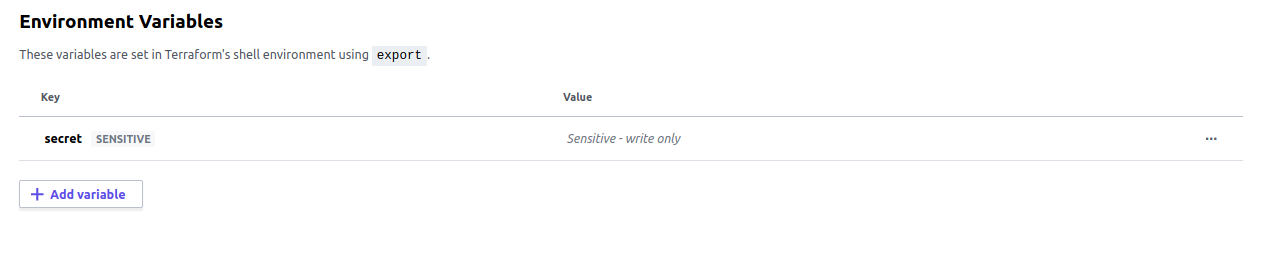 Environment Variables
These variables are set in Terraform's shell environment using export.
Key Value
secret SENSITIVE Sensitive - write only ...
+ Add variable